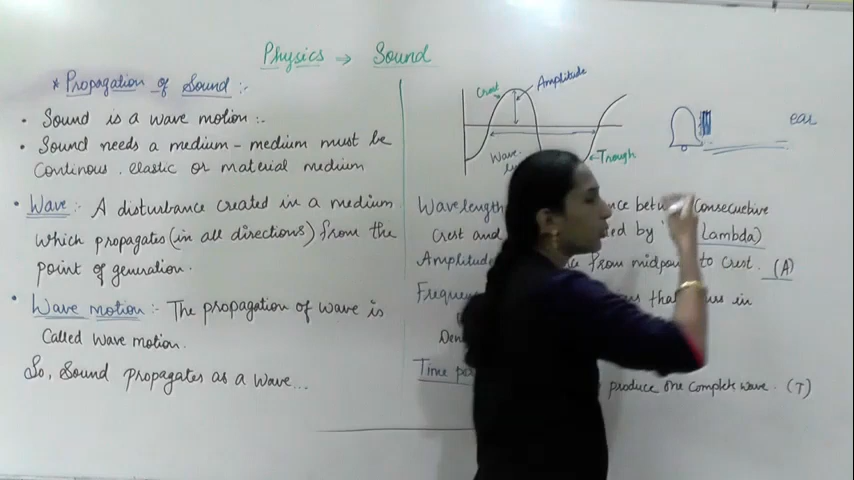 Physics → Sound
* Propagation of Sound :-
• Sound is a wave motion :-
• Sound needs a medium - medium must be
Continous, elastic or material medium
• Wave :- A disturbance created in a medium
which propagates (in all directions) from the
point of generation.
• Wave motion :- The propagation of wave is
Called wave motion.
So, Sound propagates as a wave...
Crest
Amplitude
Wave
Trough
ear
Wavelength Consecuetive
Crest and by Lambda)
Amplitude from midpoint to Crest. (A)
in
Time produce one complete wave. (T)